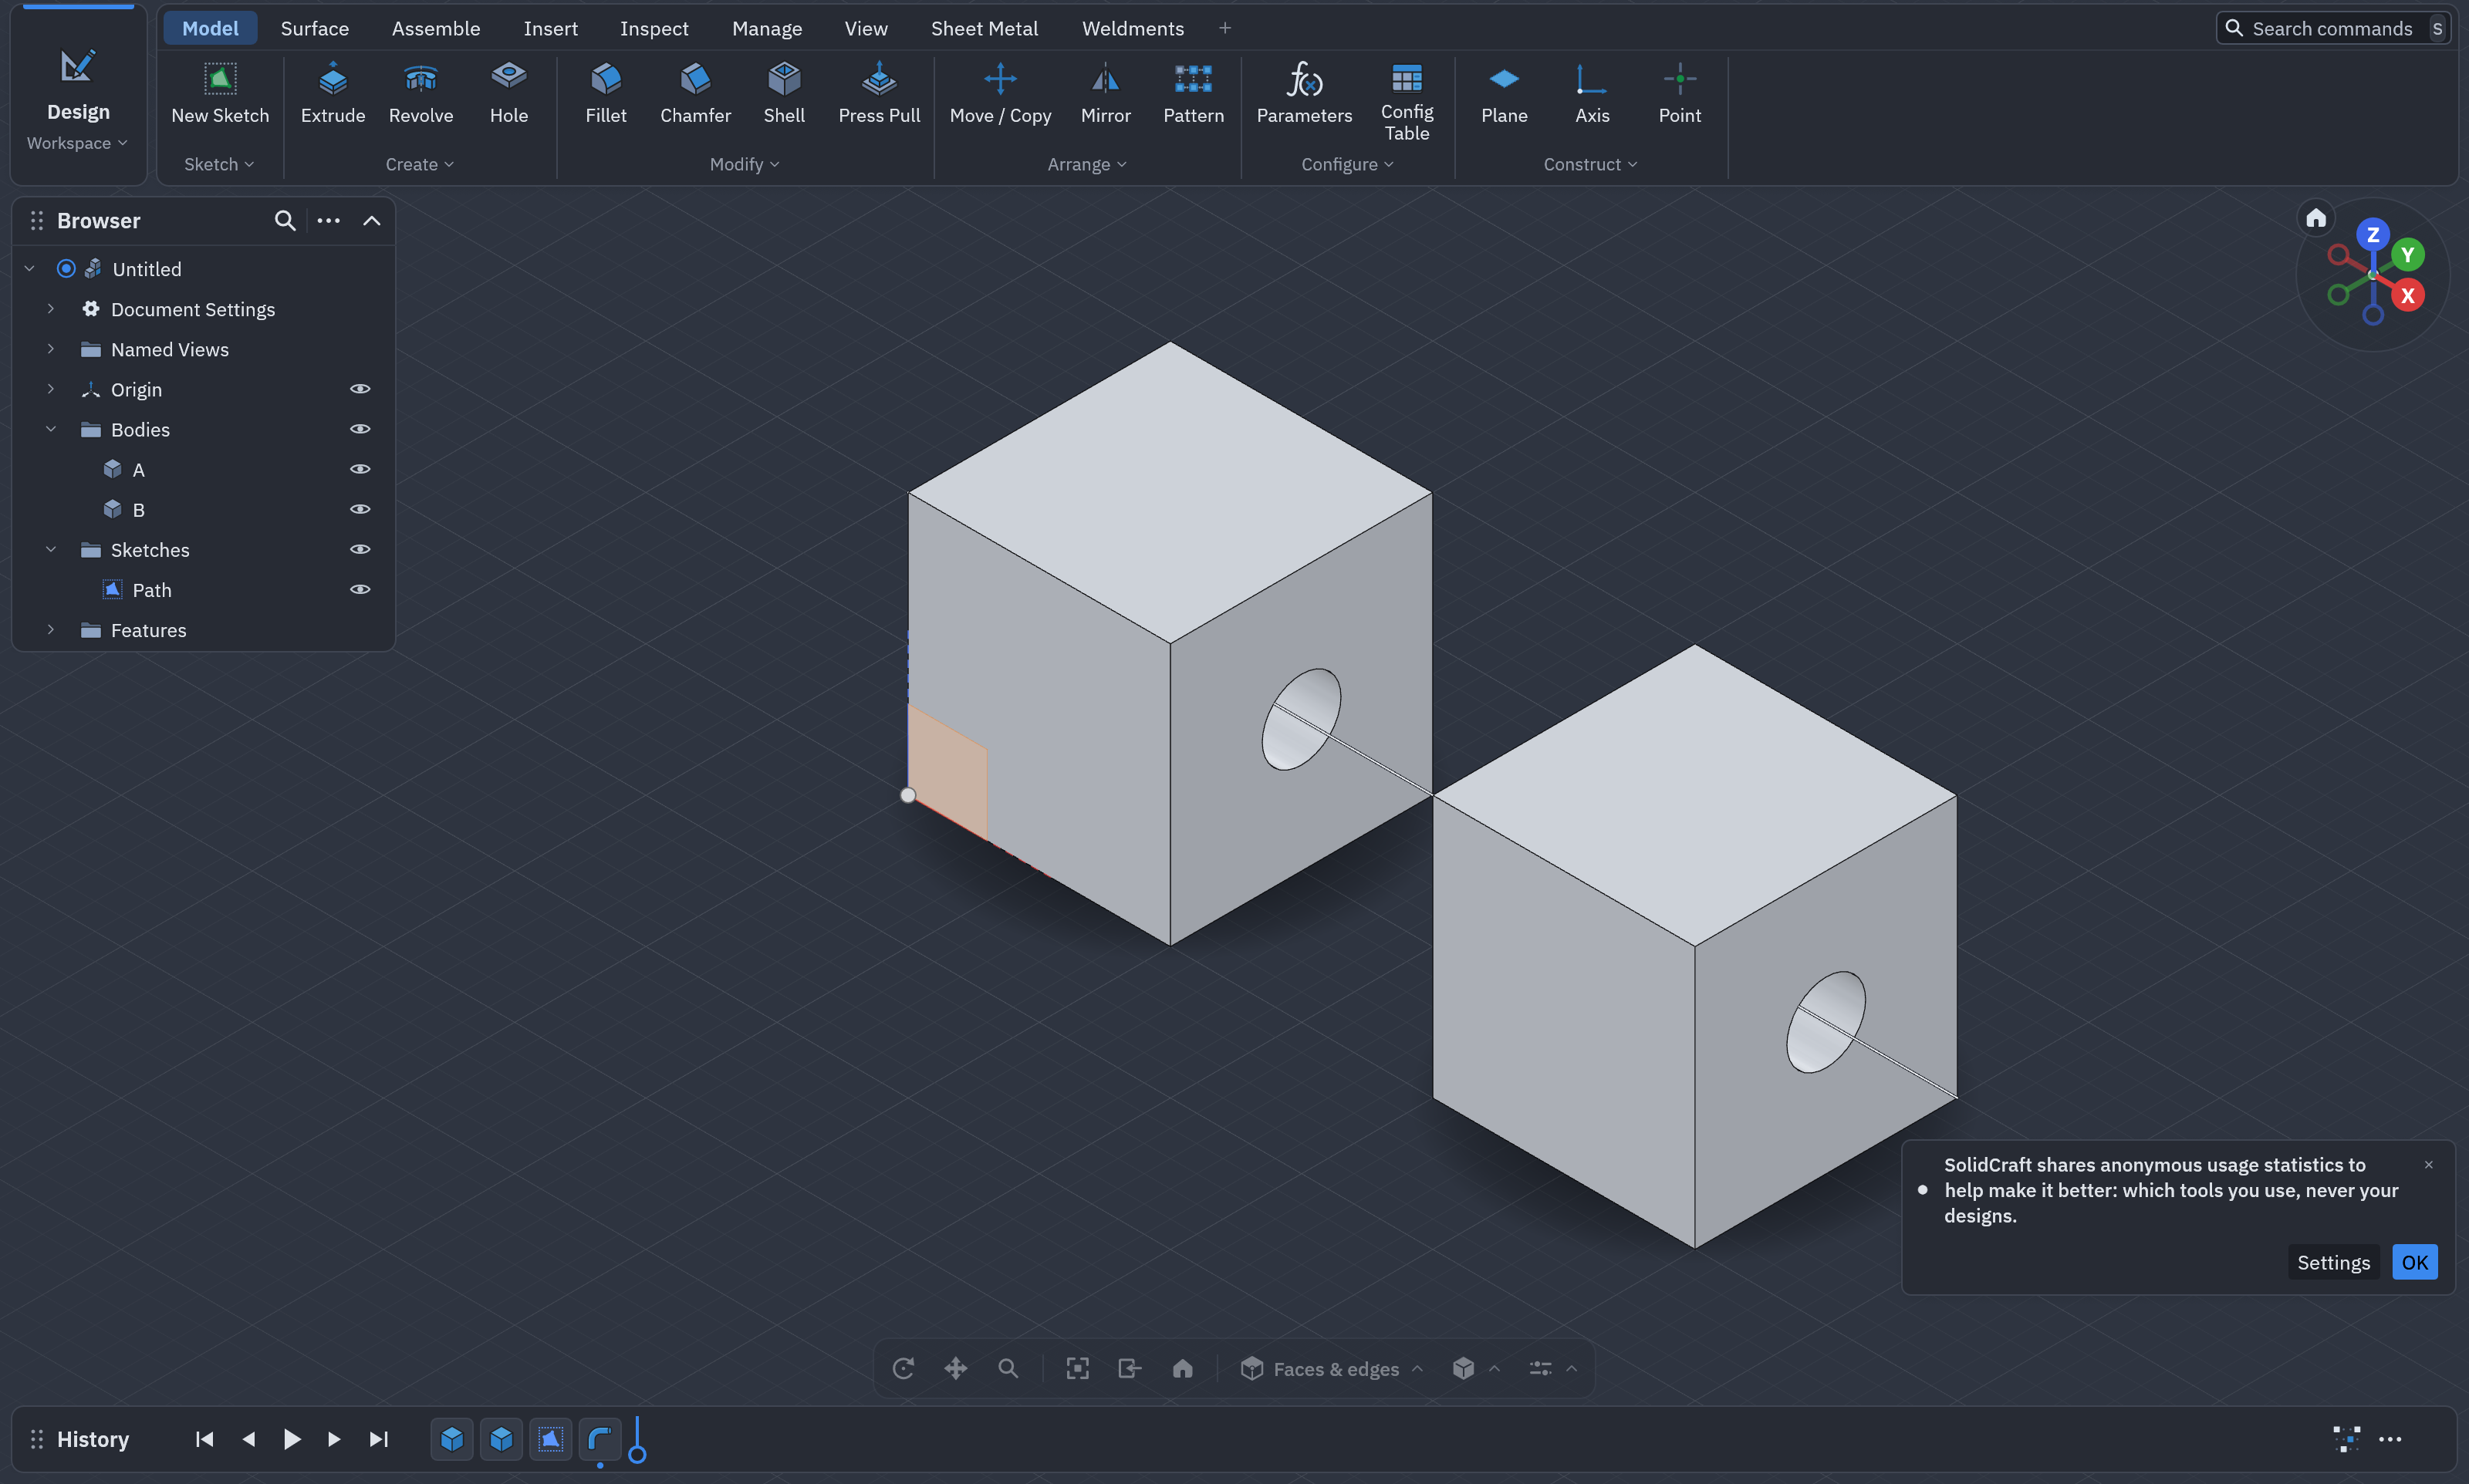 Design
Workspace
Model Surface Assemble Insert Inspect Manage View Sheet Metal Weldments +
Search commands S
New Sketch Extrude Revolve Hole Fillet Chamfer Shell Press Pull Move / Copy Mirror Pattern Parameters Config Table Plane Axis Point
Sketch Create Modify Arrange Configure Construct
Browser
Untitled
Document Settings
Named Views
Origin
Bodies
A
B
Sketches
Path
Features
Z
Y
X
SolidCraft shares anonymous usage statistics to
help make it better: which tools you use, never your
designs.
Settings OK
Faces & edges
History